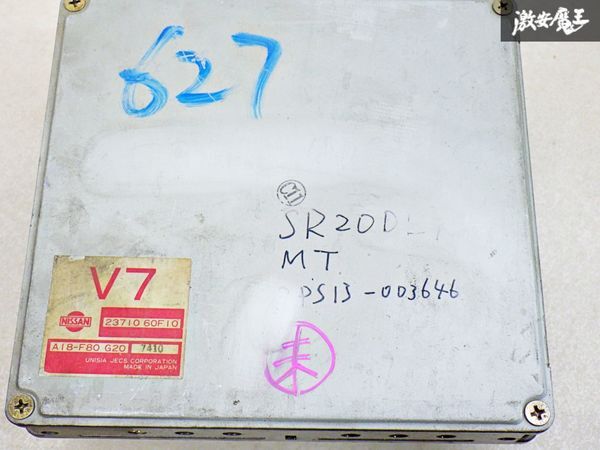 激安魔王
627
C11
SR20DE
MT
PS13-003646
V7
NISSAN
23710 60F10
A18-F80 G20 7410
UNISIA JECS CORPORATION
MADE IN JAPAN
未